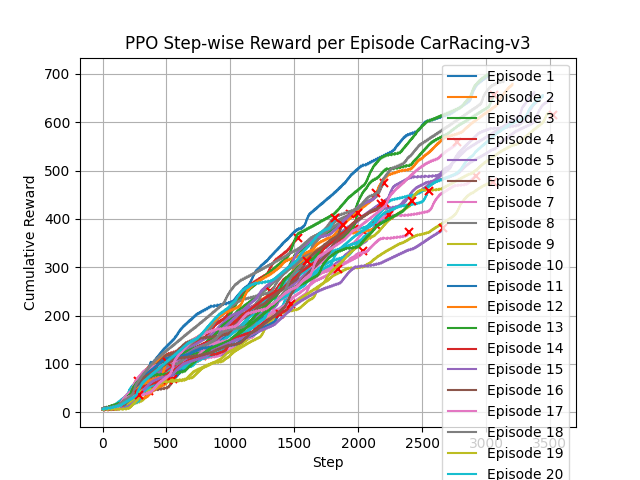 PPO Step-wise Reward per Episode CarRacing-v3
Cumulative Reward
700
600
500
400
300
200
100
0
0
500
1000
1500
2000
2500
3000
3500
Step
Episode 1
Episode 2
Episode 3
Episode 4
Episode 5
Episode 6
Episode 7
Episode 8
Episode 9
Episode 10
Episode 11
Episode 12
Episode 13
Episode 14
Episode 15
Episode 16
Episode 17
Episode 18
Episode 19
Episode 20